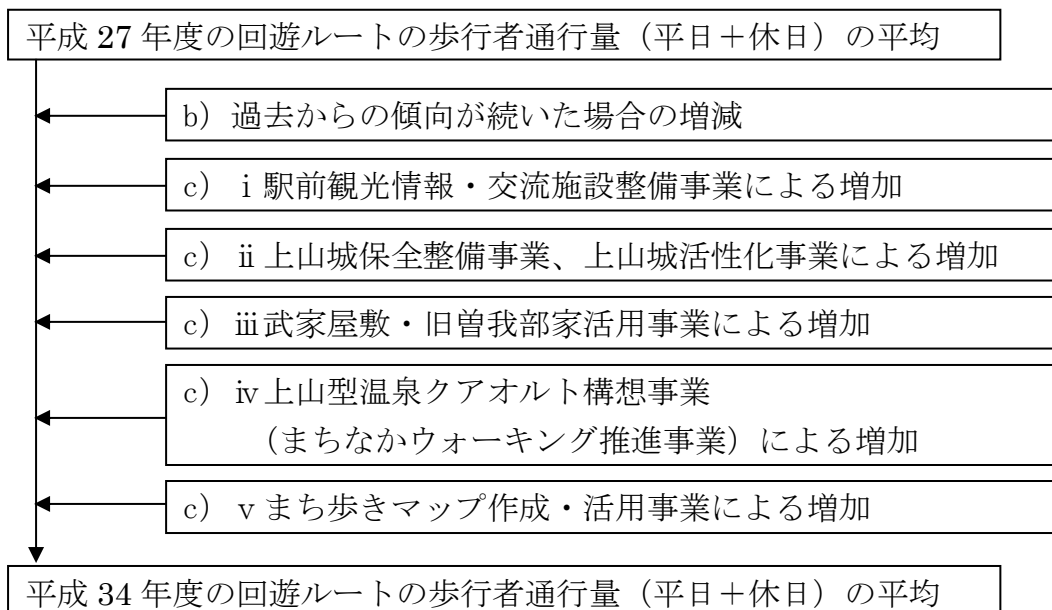 平成 27 年度の回遊ルートの歩行者通行量（平日＋休日）の平均
b）過去からの傾向が続いた場合の増減
c）ⅰ駅前観光情報・交流施設整備事業による増加
c）ⅱ上山城保全整備事業、上山城活性化事業による増加
c）ⅲ武家屋敷・旧曽我部家活用事業による増加
c）ⅳ上山型温泉クアオルト構想事業
（まちなかウォーキング推進事業）による増加
c）ⅴまち歩きマップ作成・活用事業による増加
平成 34 年度の回遊ルートの歩行者通行量（平日＋休日）の平均